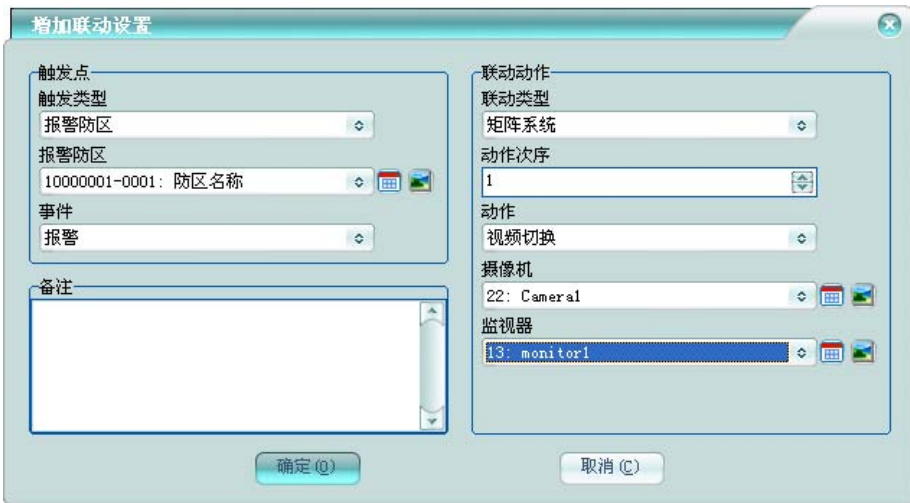 增加联动设置
触发点
触发类型
报警防区
报警防区
10000001-0001: 防区名称
事件
报警
备注
联动动作
联动类型
矩阵系统
动作次序
1
动作
视频切换
摄像机
22: Camera1
监视器
13: monitor1
确定(O)
取消(C)